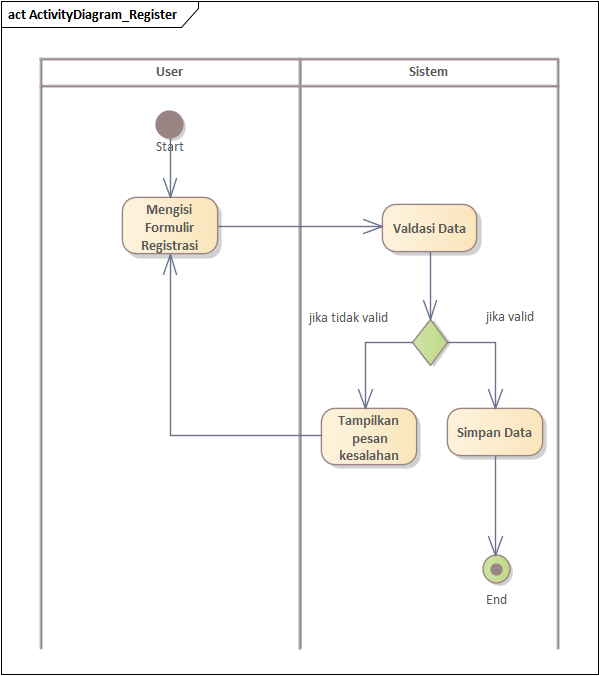 act ActivityDiagram_Register
User
Sistem
Start
Mengisi
Formulir
Registrasi
Valdasi Data
jika tidak valid
jika valid
Tampilkan
pesan
kesalahan
Simpan Data
End